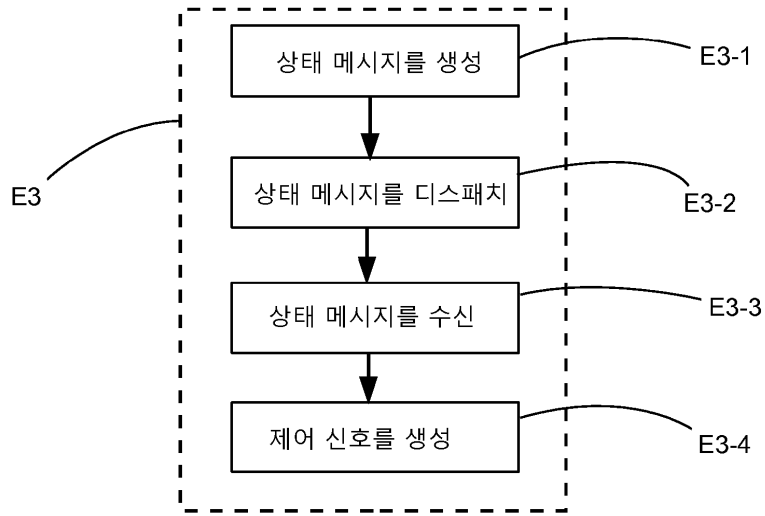 상태 메시지를 생성
E3-1
E3
상태 메시지를 디스패치
E3-2
상태 메시지를 수신
E3-3
제어 신호를 생성
E3-4